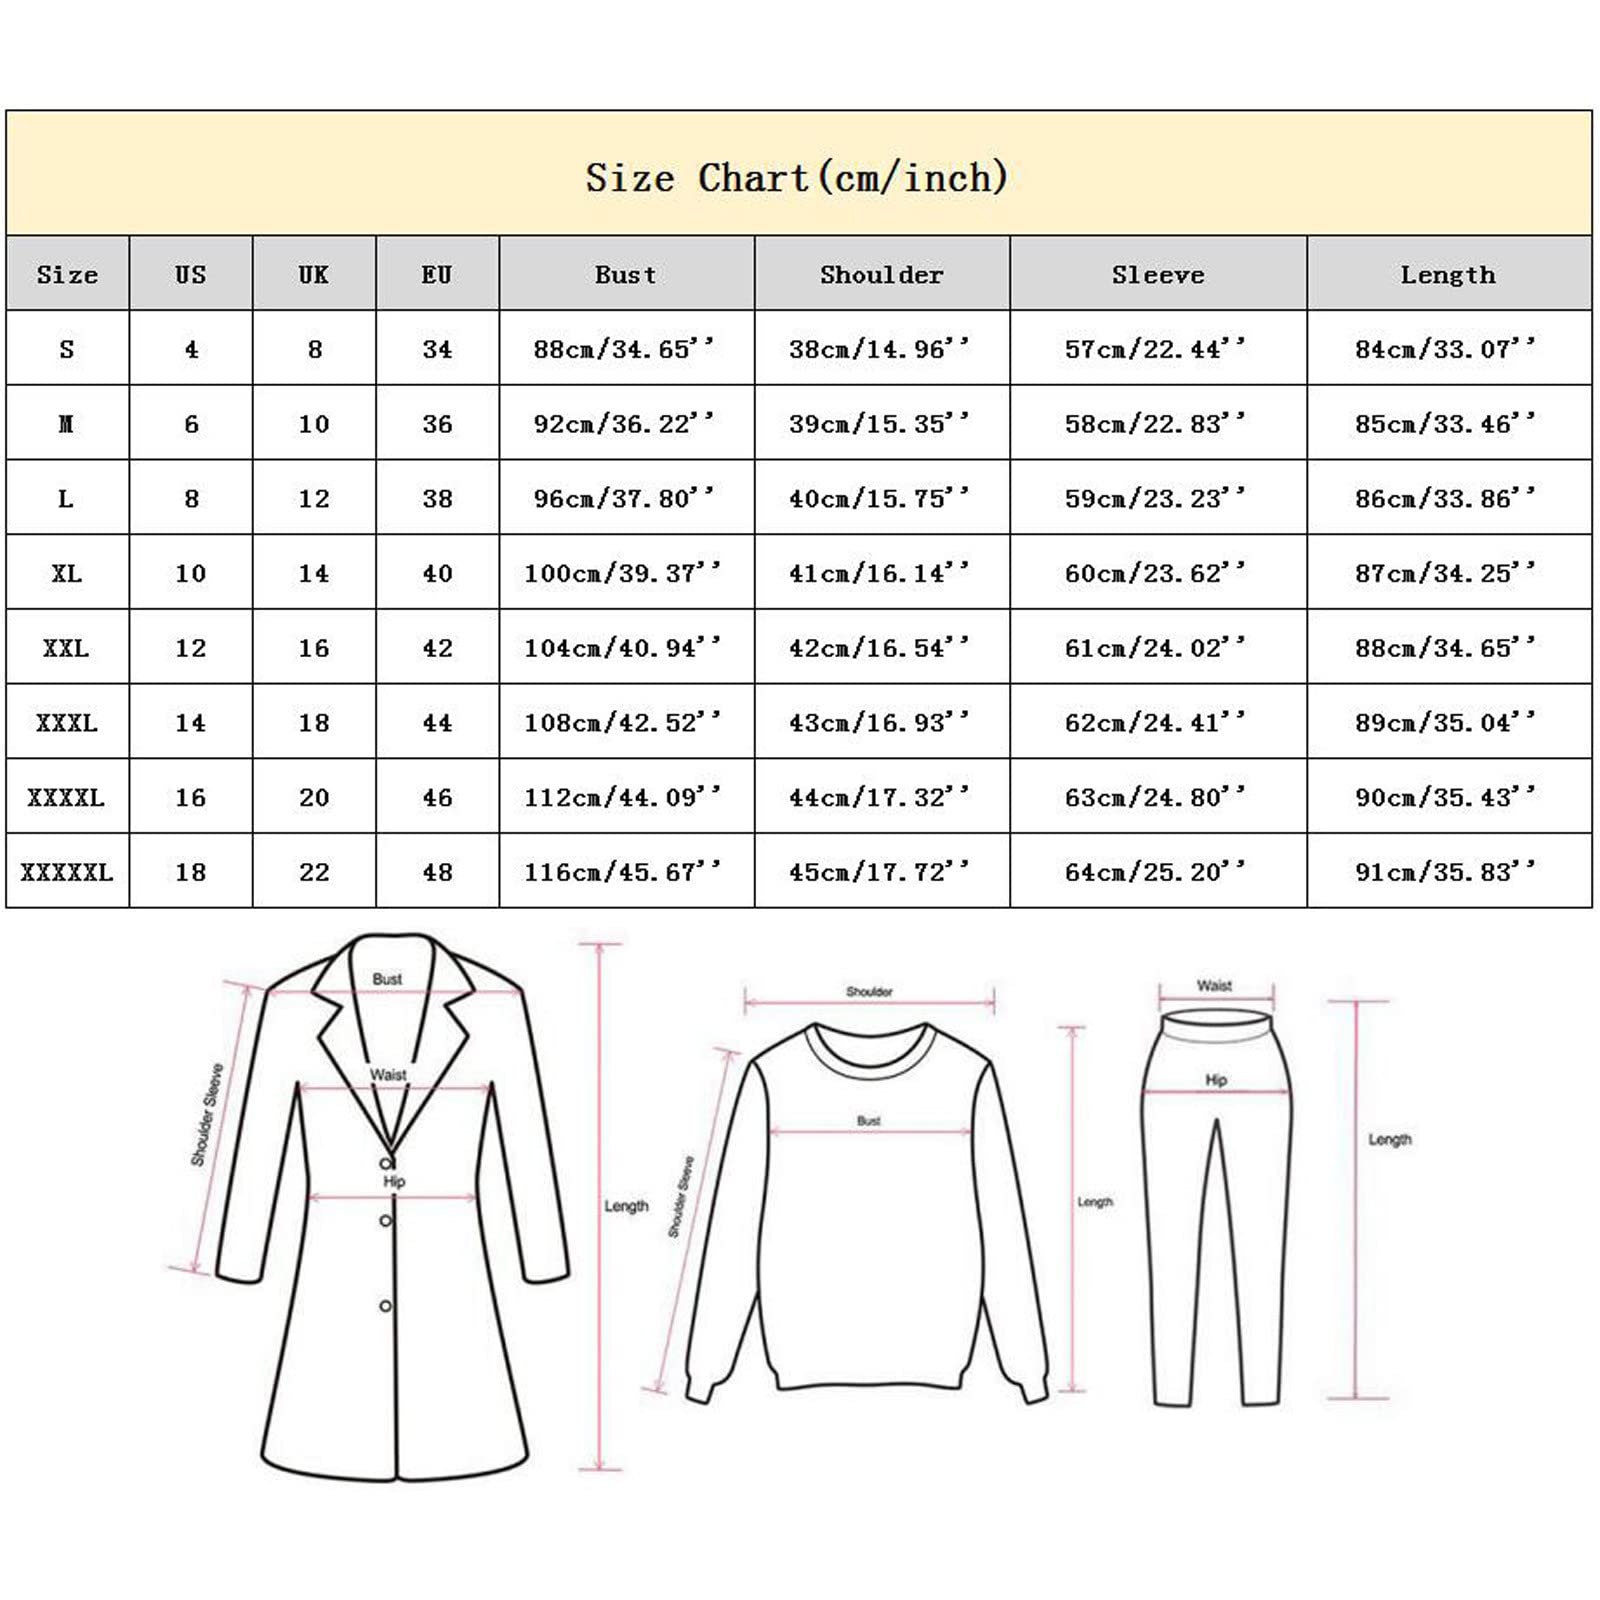 Size Chart(cm/inch)
Size US UK EU Bust Shoulder Sleeve Length
S 4 8 34 88cm/34.65'' 38cm/14.96'' 57cm/22.44'' 84cm/33.07''
M 6 10 36 92cm/36.22'' 39cm/15.35'' 58cm/22.83'' 85cm/33.46''
L 8 12 38 96cm/37.80'' 40cm/15.75'' 59cm/23.23'' 86cm/33.86''
XL 10 14 40 100cm/39.37'' 41cm/16.14'' 60cm/23.62'' 87cm/34.25''
XXL 12 16 42 104cm/40.94'' 42cm/16.54'' 61cm/24.02'' 88cm/34.65''
XXXL 14 18 44 108cm/42.52'' 43cm/16.93'' 62cm/24.41'' 89cm/35.04''
XXXXL 16 20 46 112cm/44.09'' 44cm/17.32'' 63cm/24.80'' 90cm/35.43''
XXXXXL 18 22 48 116cm/45.67'' 45cm/17.72'' 64cm/25.20'' 91cm/35.83''
Bust
Waist
Hip
Shoulder Sleeve
Length
Shoulder
Bust
Shoulder Sleeve
Length
Waist
Hip
Length